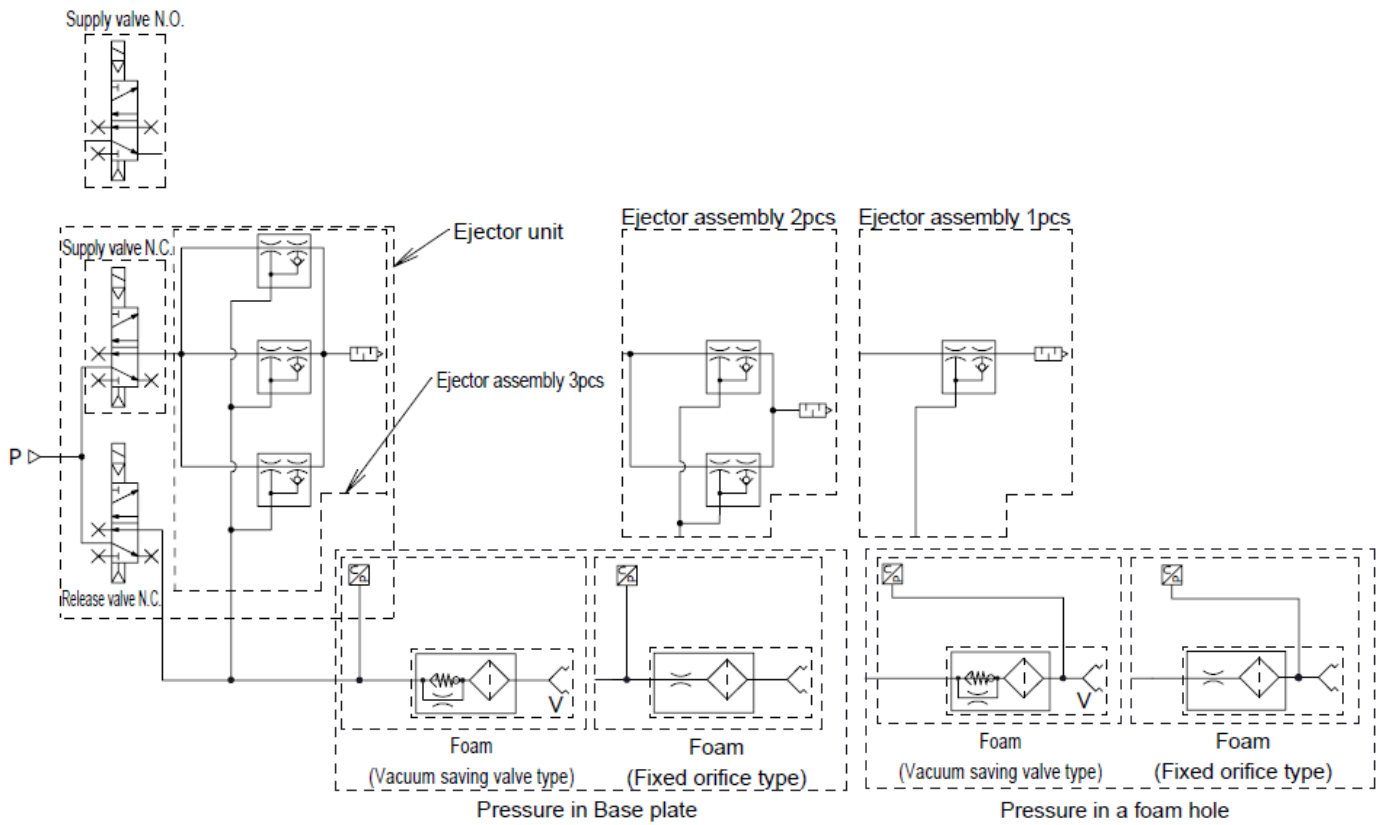 Supply valve N.O.
Ejector assembly 2pcs
Ejector assembly 1pcs
Ejector unit
Supply valve N.C.
Ejector assembly 3pcs
P
Release valve N.C.
V
V
Foam
(Vacuum saving valve type)
Foam
(Fixed orifice type)
Foam
(Vacuum saving valve type)
Foam
(Fixed orifice type)
Pressure in Base plate
Pressure in a foam hole